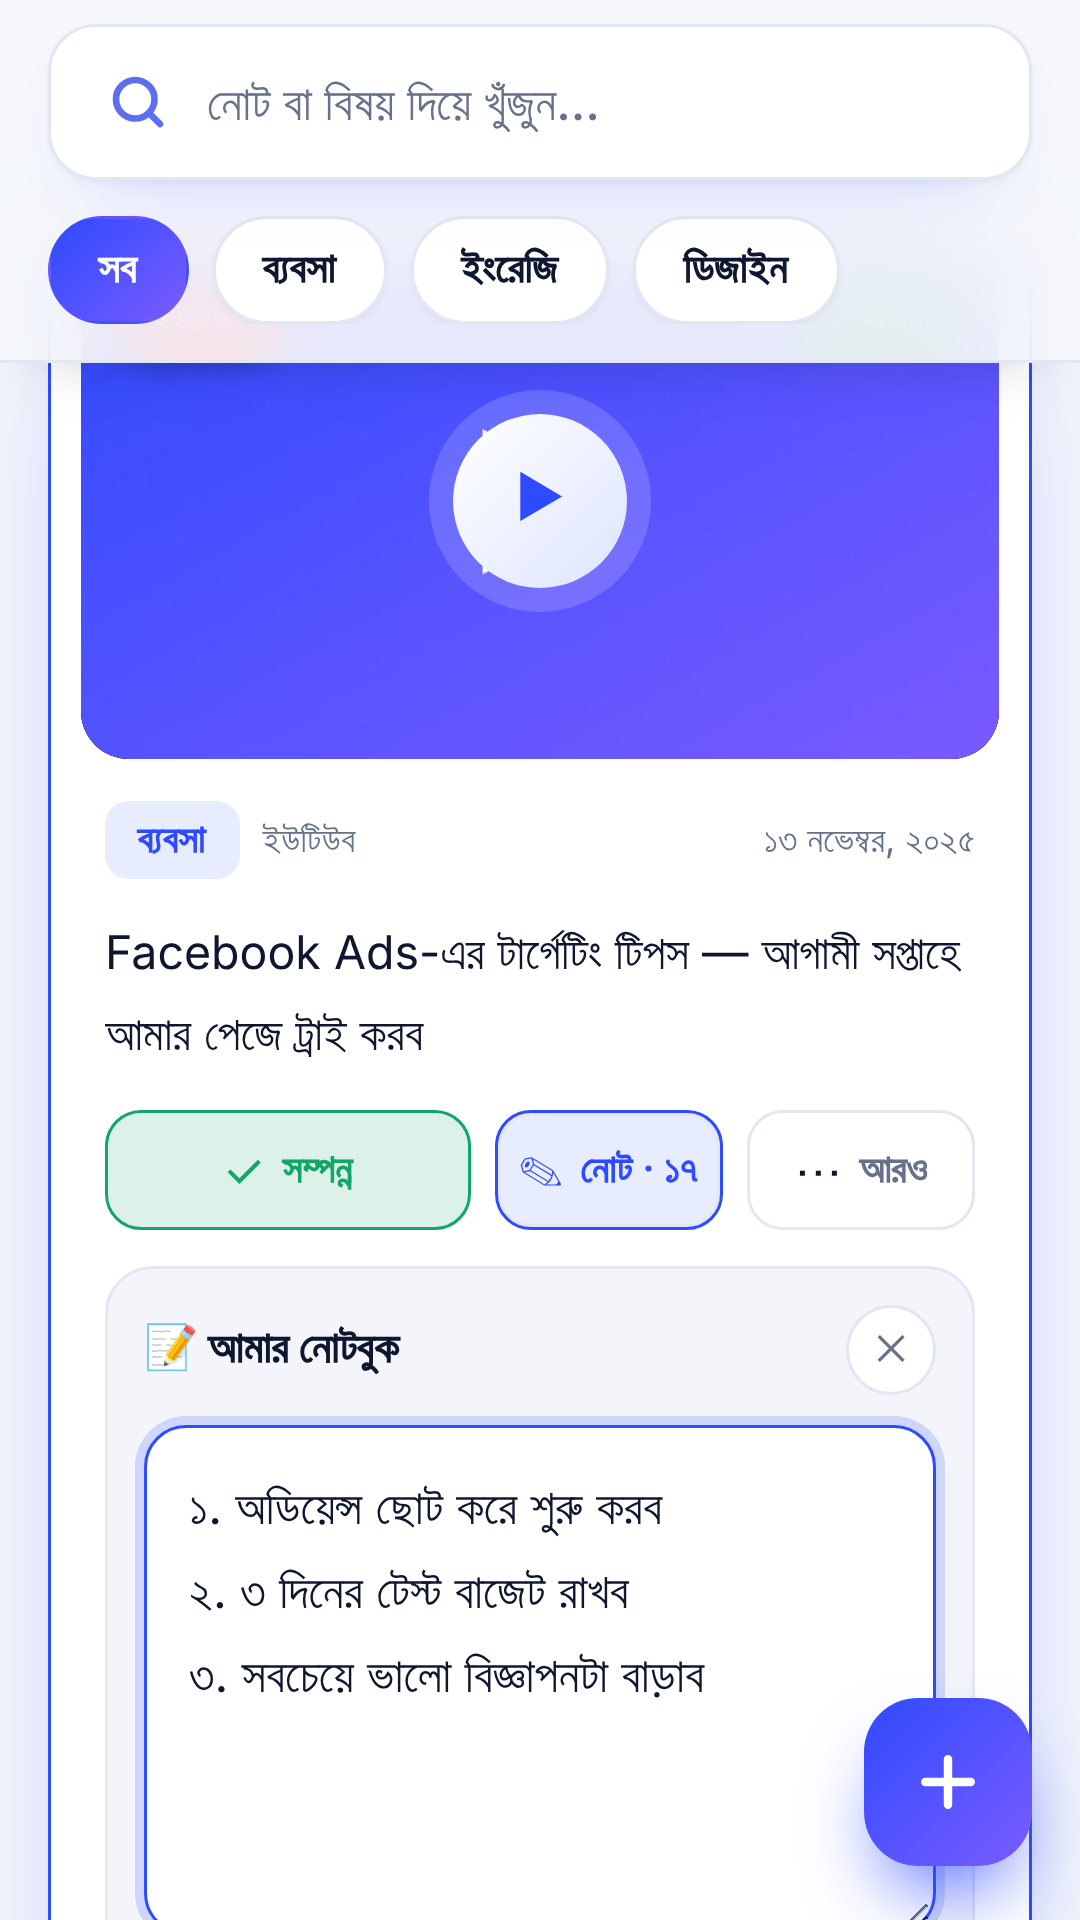 নোট বা বিষয় দিয়ে খুঁজুন...
সব
ব্যবসা
ইংরেজি
ডিজাইন
ব্যবসা
ইউটিউব
১৩ নভেম্বর, ২০২৫
Facebook Ads-এর টার্গেটিং টিপস — আগামী সপ্তাহে
আমার পেজে ট্রাই করব
✓ সম্পন্ন
✎ নোট · ১৭
··· আরও
📝 আমার নোটবুক
১. অডিয়েন্স ছোট করে শুরু করব
২. ৩ দিনের টেস্ট বাজেট রাখব
৩. সবচেয়ে ভালো বিজ্ঞাপনটা বাড়াব